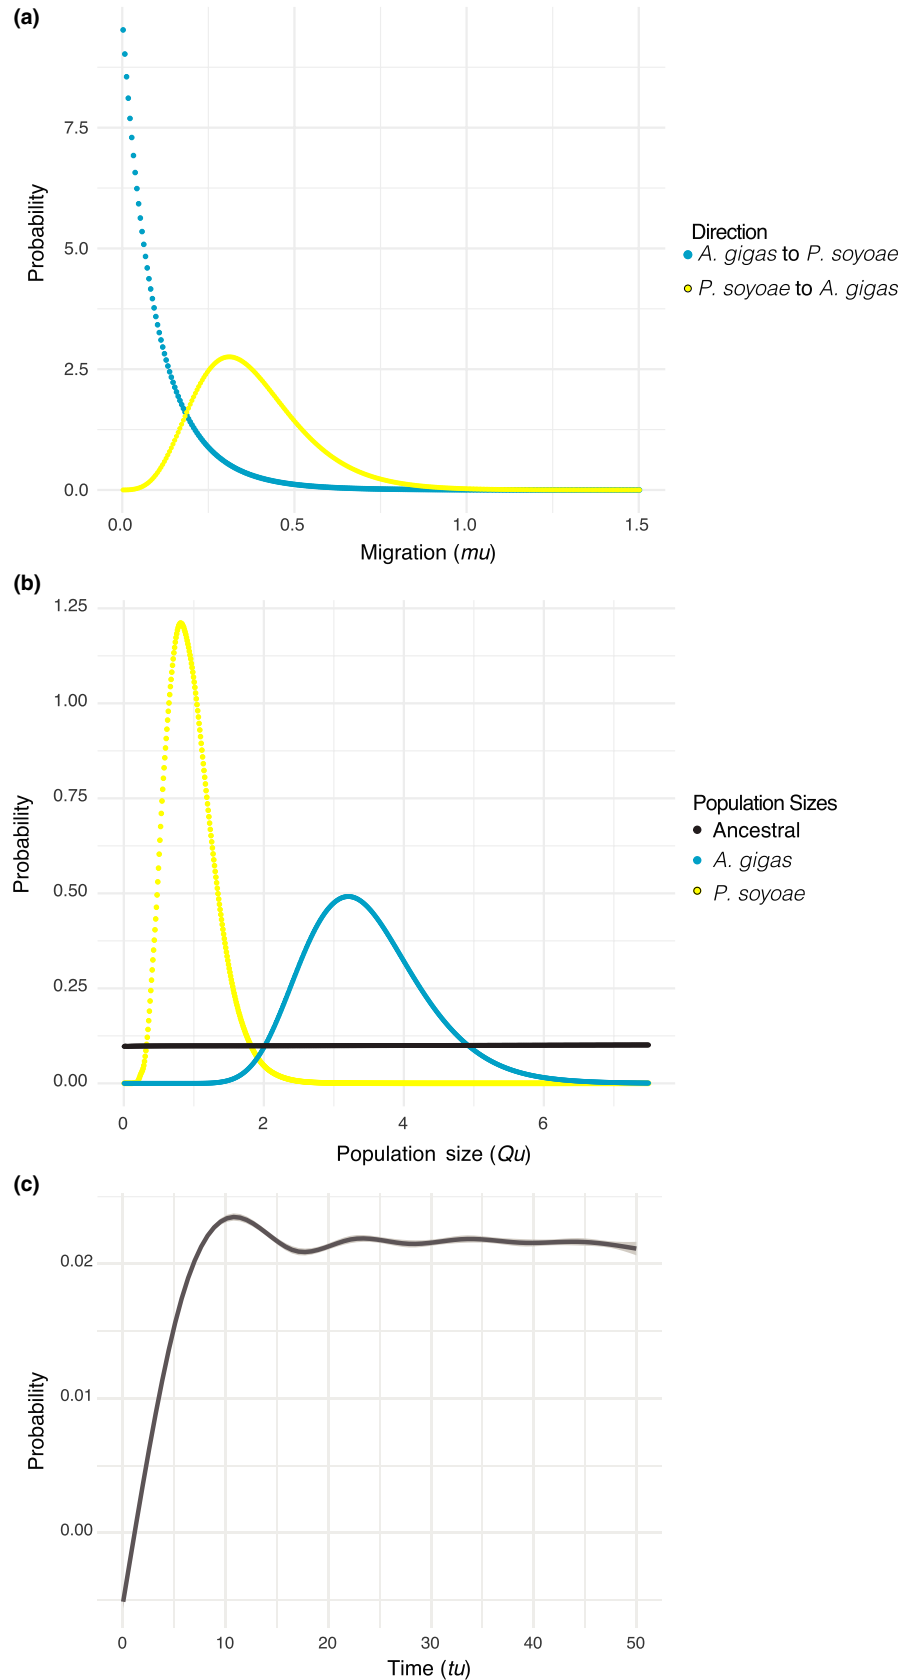 (a)
7.5
5.0
2.5
0.0
Probability
0.0 0.5 1.0 1.5
Migration (mu)
Direction
A. gigas to P. soyoae
P. soyoae to A. gigas
(b)
1.25
1.00
0.75
0.50
0.25
0.00
Probability
0 2 4 6
Population size (Qu)
Population Sizes
Ancestral
A. gigas
P. soyoae
(c)
0.02
0.01
0.00
Probability
0 10 20 30 40 50
Time (tu)